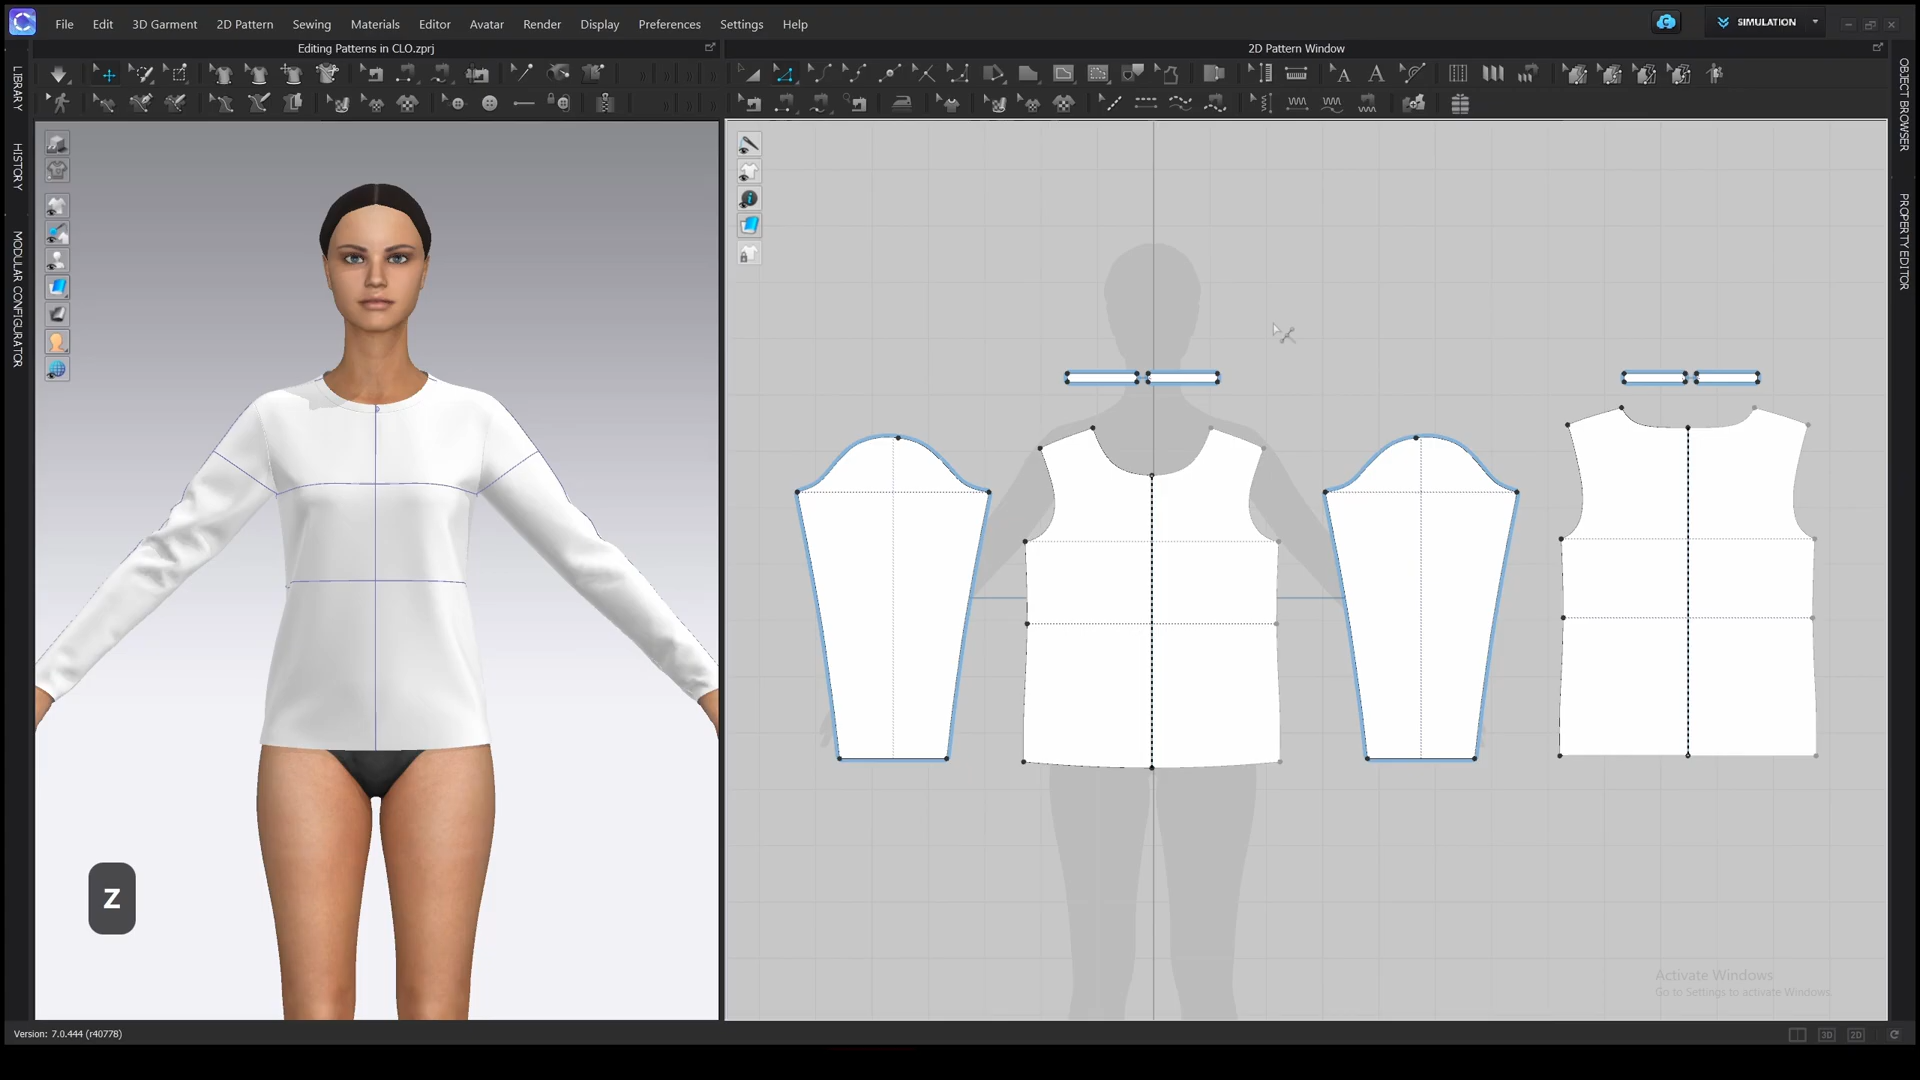 File Edit 3D Garment 2D Pattern Sewing Materials Editor Avatar Render Display Preferences Settings Help SIMULATION
Editing Patterns in CLO.zprj
2D Pattern Window
LIBRARY
HISTORY
MODULAR CONFIGURATOR
OBJECT BROWSER
PROPERTY EDITOR
Z
Activate Windows
Go to Settings to activate Windows.
Version: 7.0.444 (r40778)
3D
2D